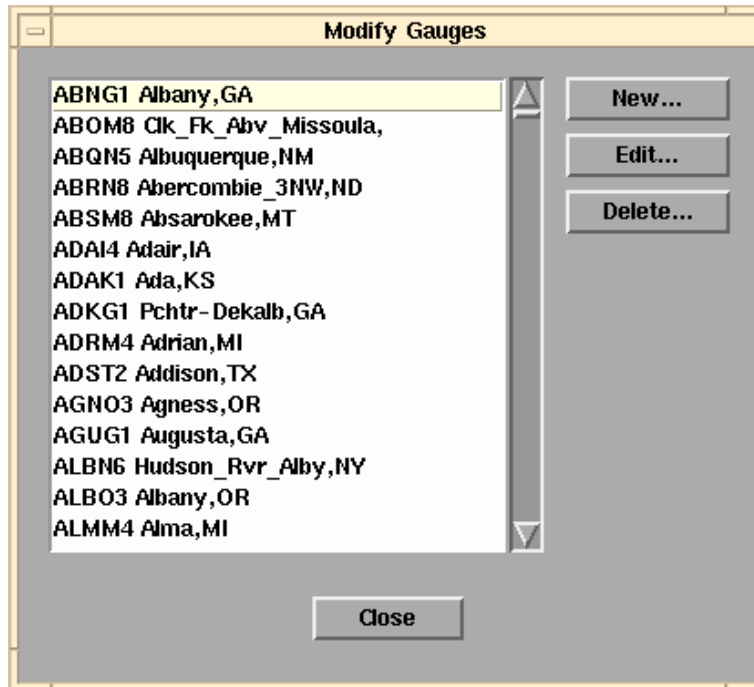 Modify Gauges
ABNG1 Albany,GA
ABOM8 Clk_Fk_Abv_Missoula,
ABQN5 Albuquerque,NM
ABRN8 Abercombie_3NW,ND
ABSM8 Absarokee,MT
ADAI4 Adair,IA
ADAK1 Ada,KS
ADKG1 Pchtr-Dekalb,GA
ADRM4 Adrian,MI
ADST2 Addison,TX
AGNO3 Agness,OR
AGUG1 Augusta,GA
ALBN6 Hudson_Rvr_Alby,NY
ALBO3 Albany,OR
ALMM4 Alma,MI
New...
Edit...
Delete...
Close